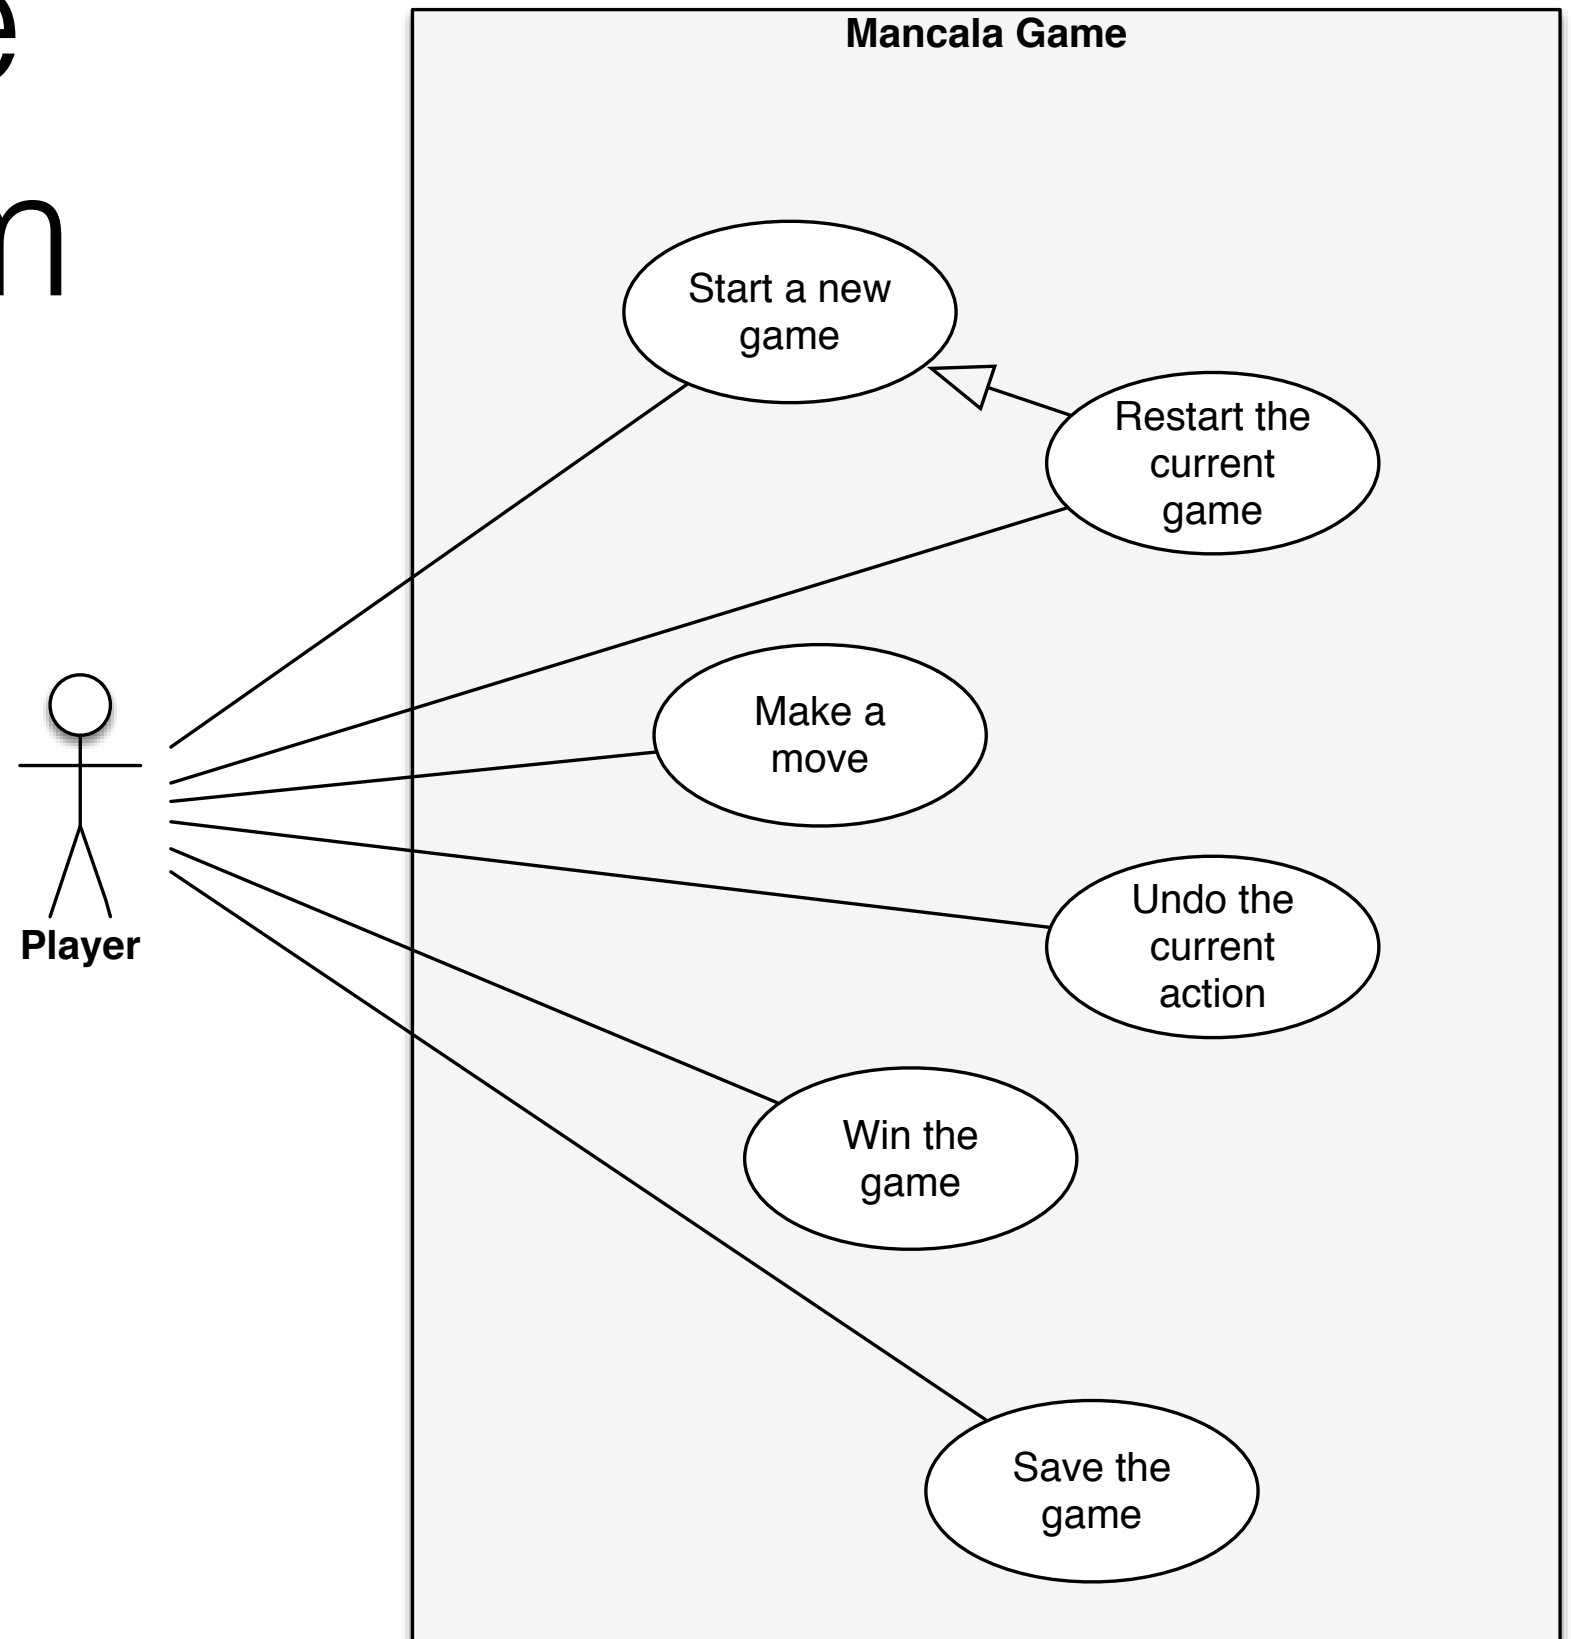 e
m
Mancala Game
Start a new
game
Restart the
current
game
Make a
move
Player
Undo the
current
action
Win the
game
Save the
game